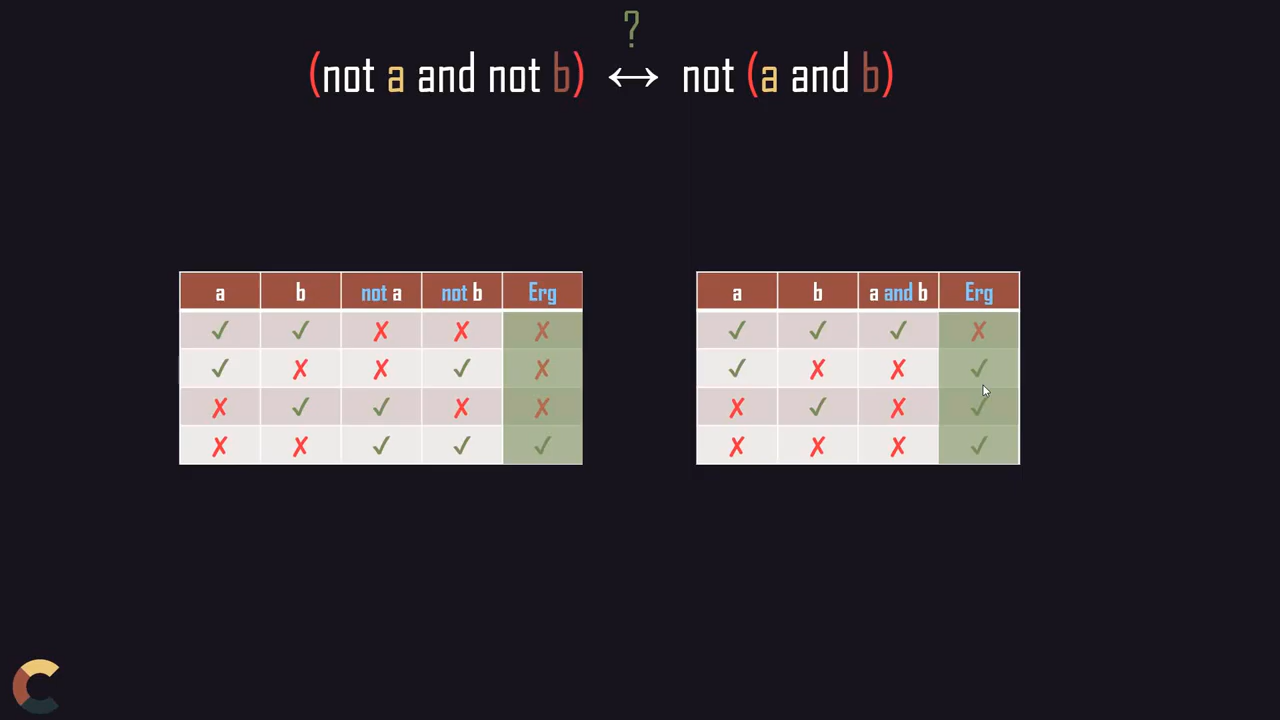 ?
(not a and not b) ↔ not (a and b)
a b not a not b Erg
✓ ✓ ✗ ✗ ✗
✓ ✗ ✗ ✓ ✗
✗ ✓ ✓ ✗ ✗
✗ ✗ ✓ ✓ ✓
a b a and b Erg
✓ ✓ ✓ ✗
✓ ✗ ✗ ✓
✗ ✓ ✗ ✓
✗ ✗ ✗ ✓